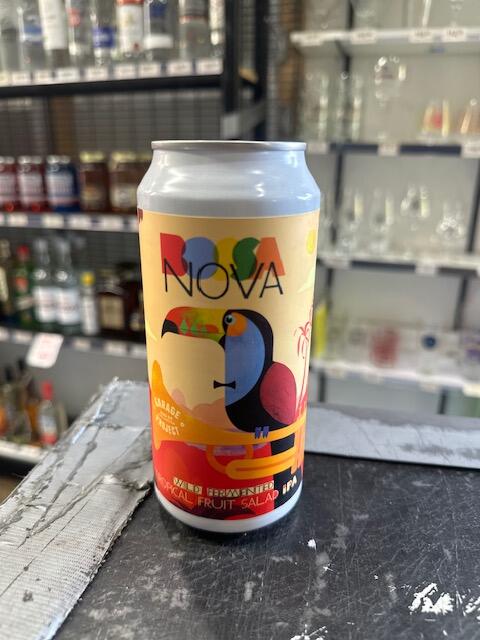 BOSSA
NOVA
GARAGE
PROJECT
WILD FERMENTED
TROPICAL FRUIT SALAD IPA